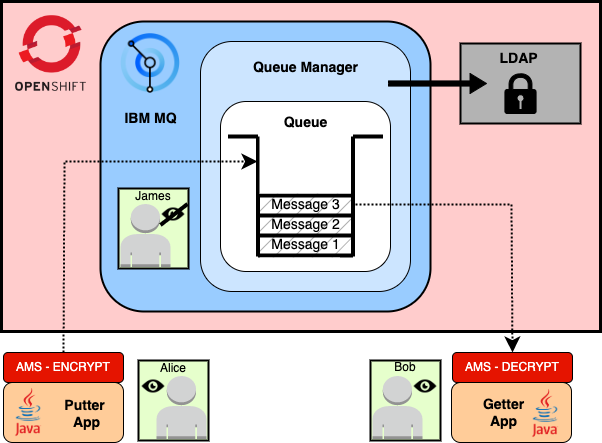 OPENSHIFT
IBM MQ
Queue Manager
LDAP
Queue
James
Message 3
Message 2
Message 1
AMS - ENCRYPT
Java
Putter
App
Alice
Bob
AMS - DECRYPT
Getter
App
Java